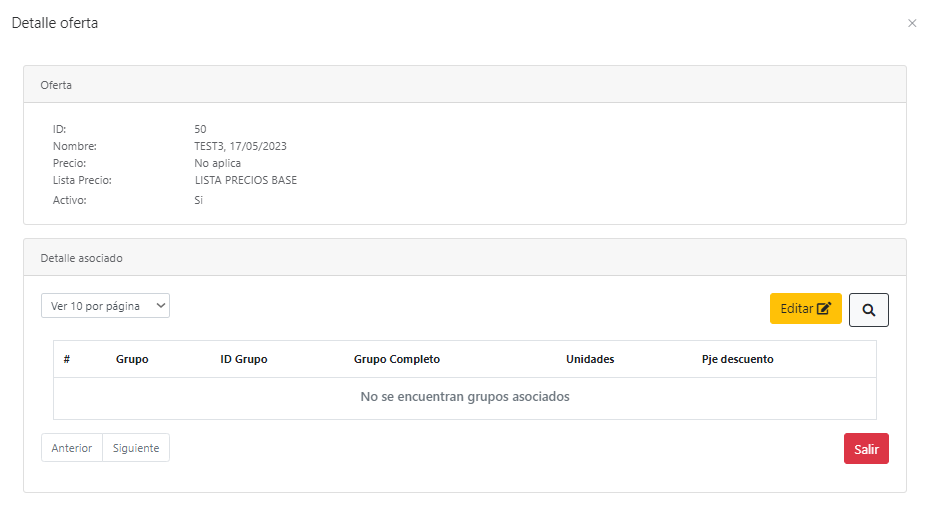 Detalle oferta
×
Oferta
ID: 50
Nombre: TEST3, 17/05/2023
Precio: No aplica
Lista Precio: LISTA PRECIOS BASE
Activo: Si
Detalle asociado
Ver 10 por página
Editar
# Grupo ID Grupo Grupo Completo Unidades Pje descuento
No se encuentran grupos asociados
Anterior Siguiente
Salir